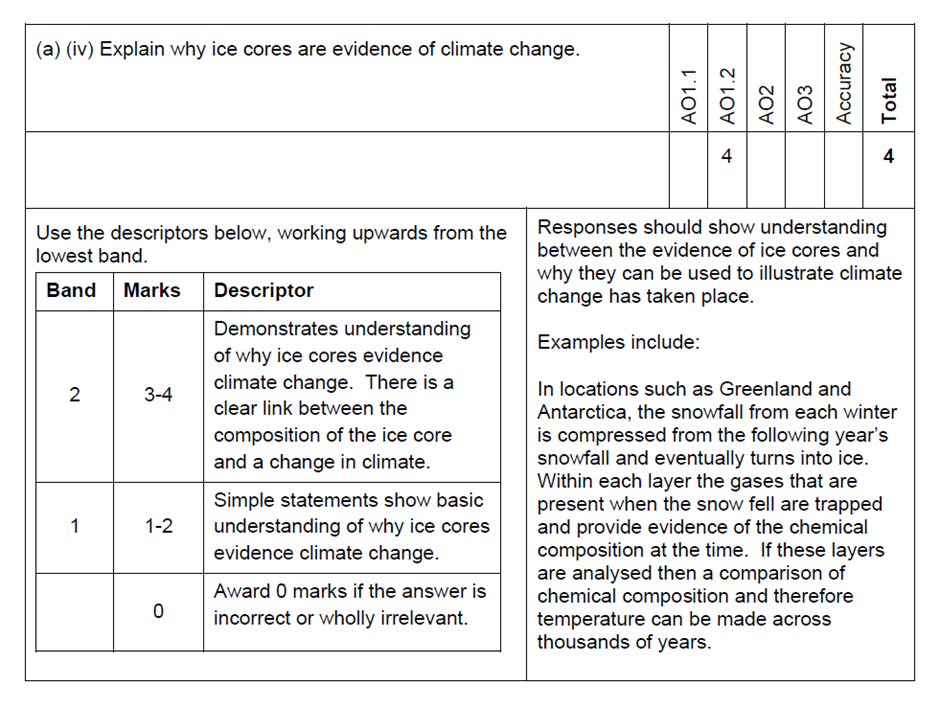 (a) (iv) Explain why ice cores are evidence of climate change.
AO1.1
AO1.2
AO2
AO3
Accuracy
Total
4
4
Use the descriptors below, working upwards from the
lowest band.
Band Marks Descriptor
2 3-4 Demonstrates understanding
of why ice cores evidence
climate change. There is a
clear link between the
composition of the ice core
and a change in climate.
1 1-2 Simple statements show basic
understanding of why ice cores
evidence climate change.
0 Award 0 marks if the answer is
incorrect or wholly irrelevant.
Responses should show understanding
between the evidence of ice cores and
why they can be used to illustrate climate
change has taken place.
Examples include:
In locations such as Greenland and
Antarctica, the snowfall from each winter
is compressed from the following year's
snowfall and eventually turns into ice.
Within each layer the gases that are
present when the snow fell are trapped
and provide evidence of the chemical
composition at the time. If these layers
are analysed then a comparison of
chemical composition and therefore
temperature can be made across
thousands of years.